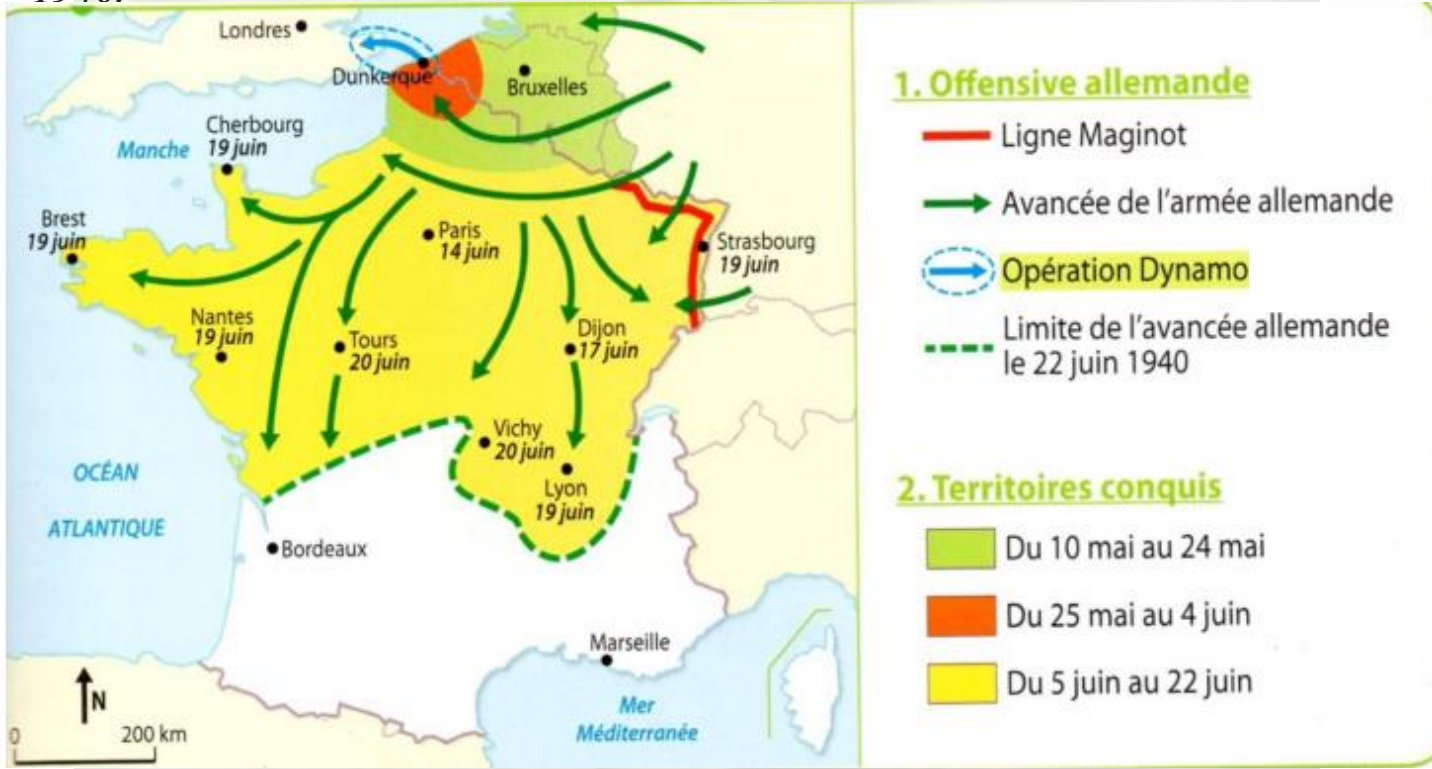 1940.
Londres
Dunkerque
Bruxelles
Cherbourg
19 juin
Manche
Brest
19 juin
Paris
14 juin
Strasbourg
19 juin
Nantes
19 juin
Tours
20 juin
Dijon
17 juin
Vichy
20 juin
Lyon
19 juin
OCÉAN
ATLANTIQUE
Bordeaux
Marseille
Mer
Méditerranée
N
0
200 km
1. Offensive allemande
Ligne Maginot
Avancée de l'armée allemande
Opération Dynamo
Limite de l'avancée allemande
le 22 juin 1940
2. Territoires conquis
Du 10 mai au 24 mai
Du 25 mai au 4 juin
Du 5 juin au 22 juin